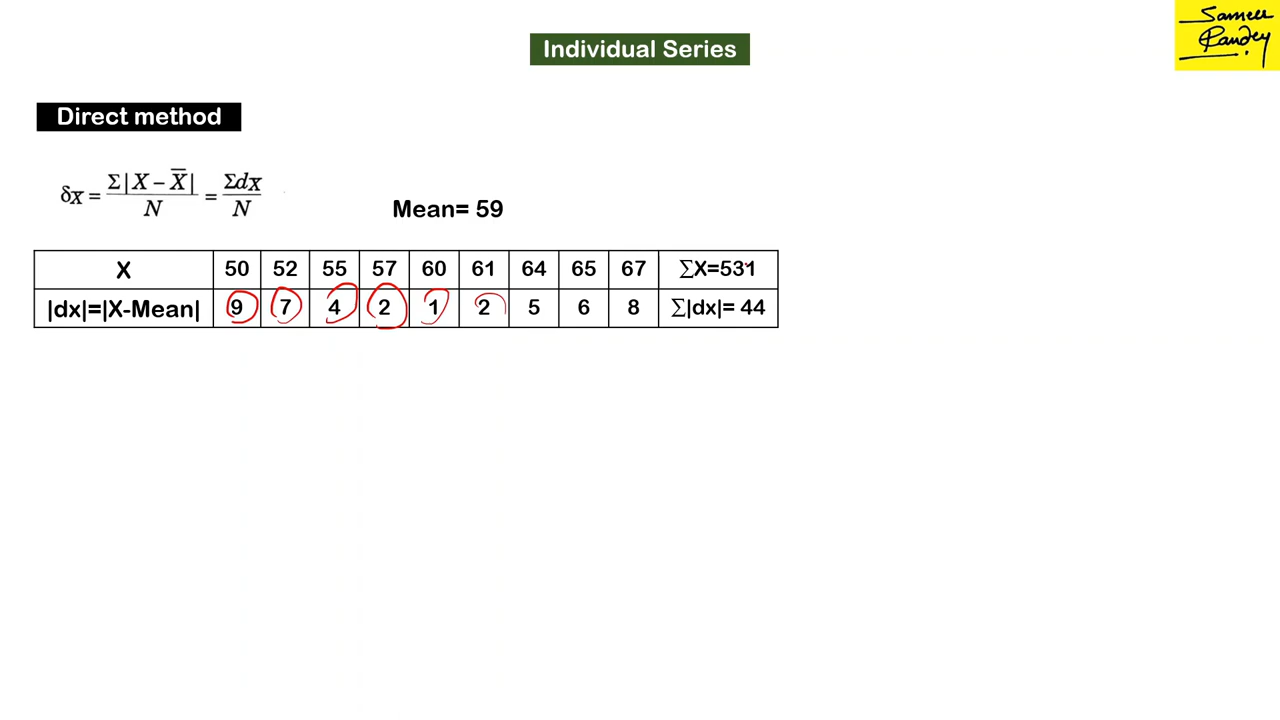 Sameer
Pandey
Individual Series
Direct method
δx̅ = Σ|X − X̅| / N = Σdx̅ / N
Mean= 59
X 50 52 55 57 60 61 64 65 67 ∑X=531
|dx|=|X-Mean| 9 7 4 2 1 2 5 6 8 ∑|dx|= 44